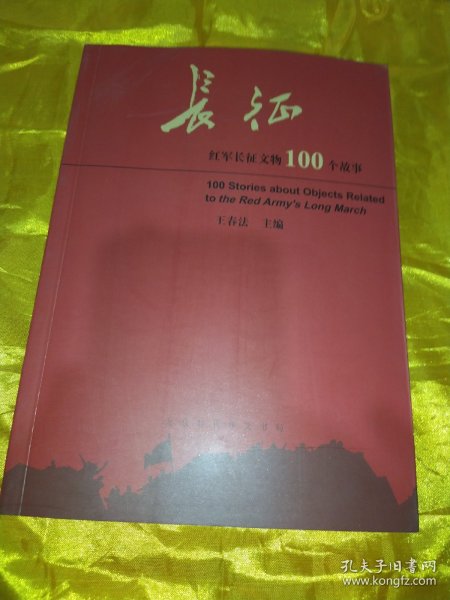 長征
红军长征文物100个故事
100 Stories about Objects Related
to the Red Army's Long March
王春法 主编
孔夫子旧书网
www.kongfz.com